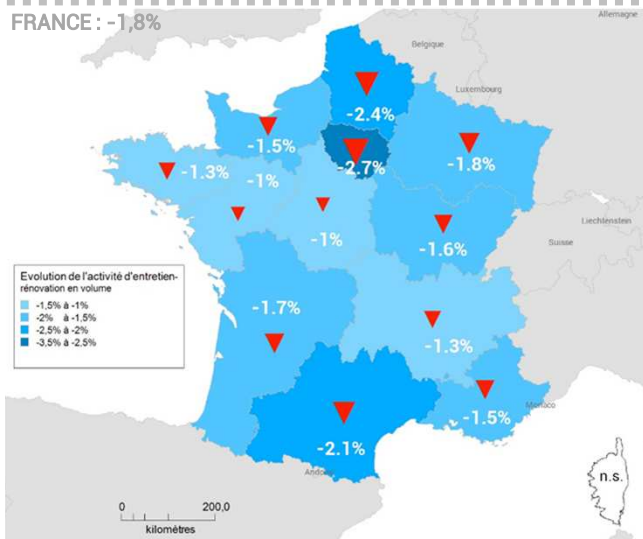 FRANCE : -1,8%
Allemagne
Belgique
Luxembourg
-2.4%
-1.5%
-2.7%
-1.8%
-1.3%
-1%
-1%
-1.6%
Liechtenstein
Suisse
Evolution de l'activité d'entretien-
rénovation en volume
-1,5% à -1%
-2% à -1,5%
-2,5% à -2%
-3,5% à -2.5%
-1.7%
-1.3%
-1.5%
Monaco
-2.1%
Andorre
n.s.
0 200,0
kilomètres